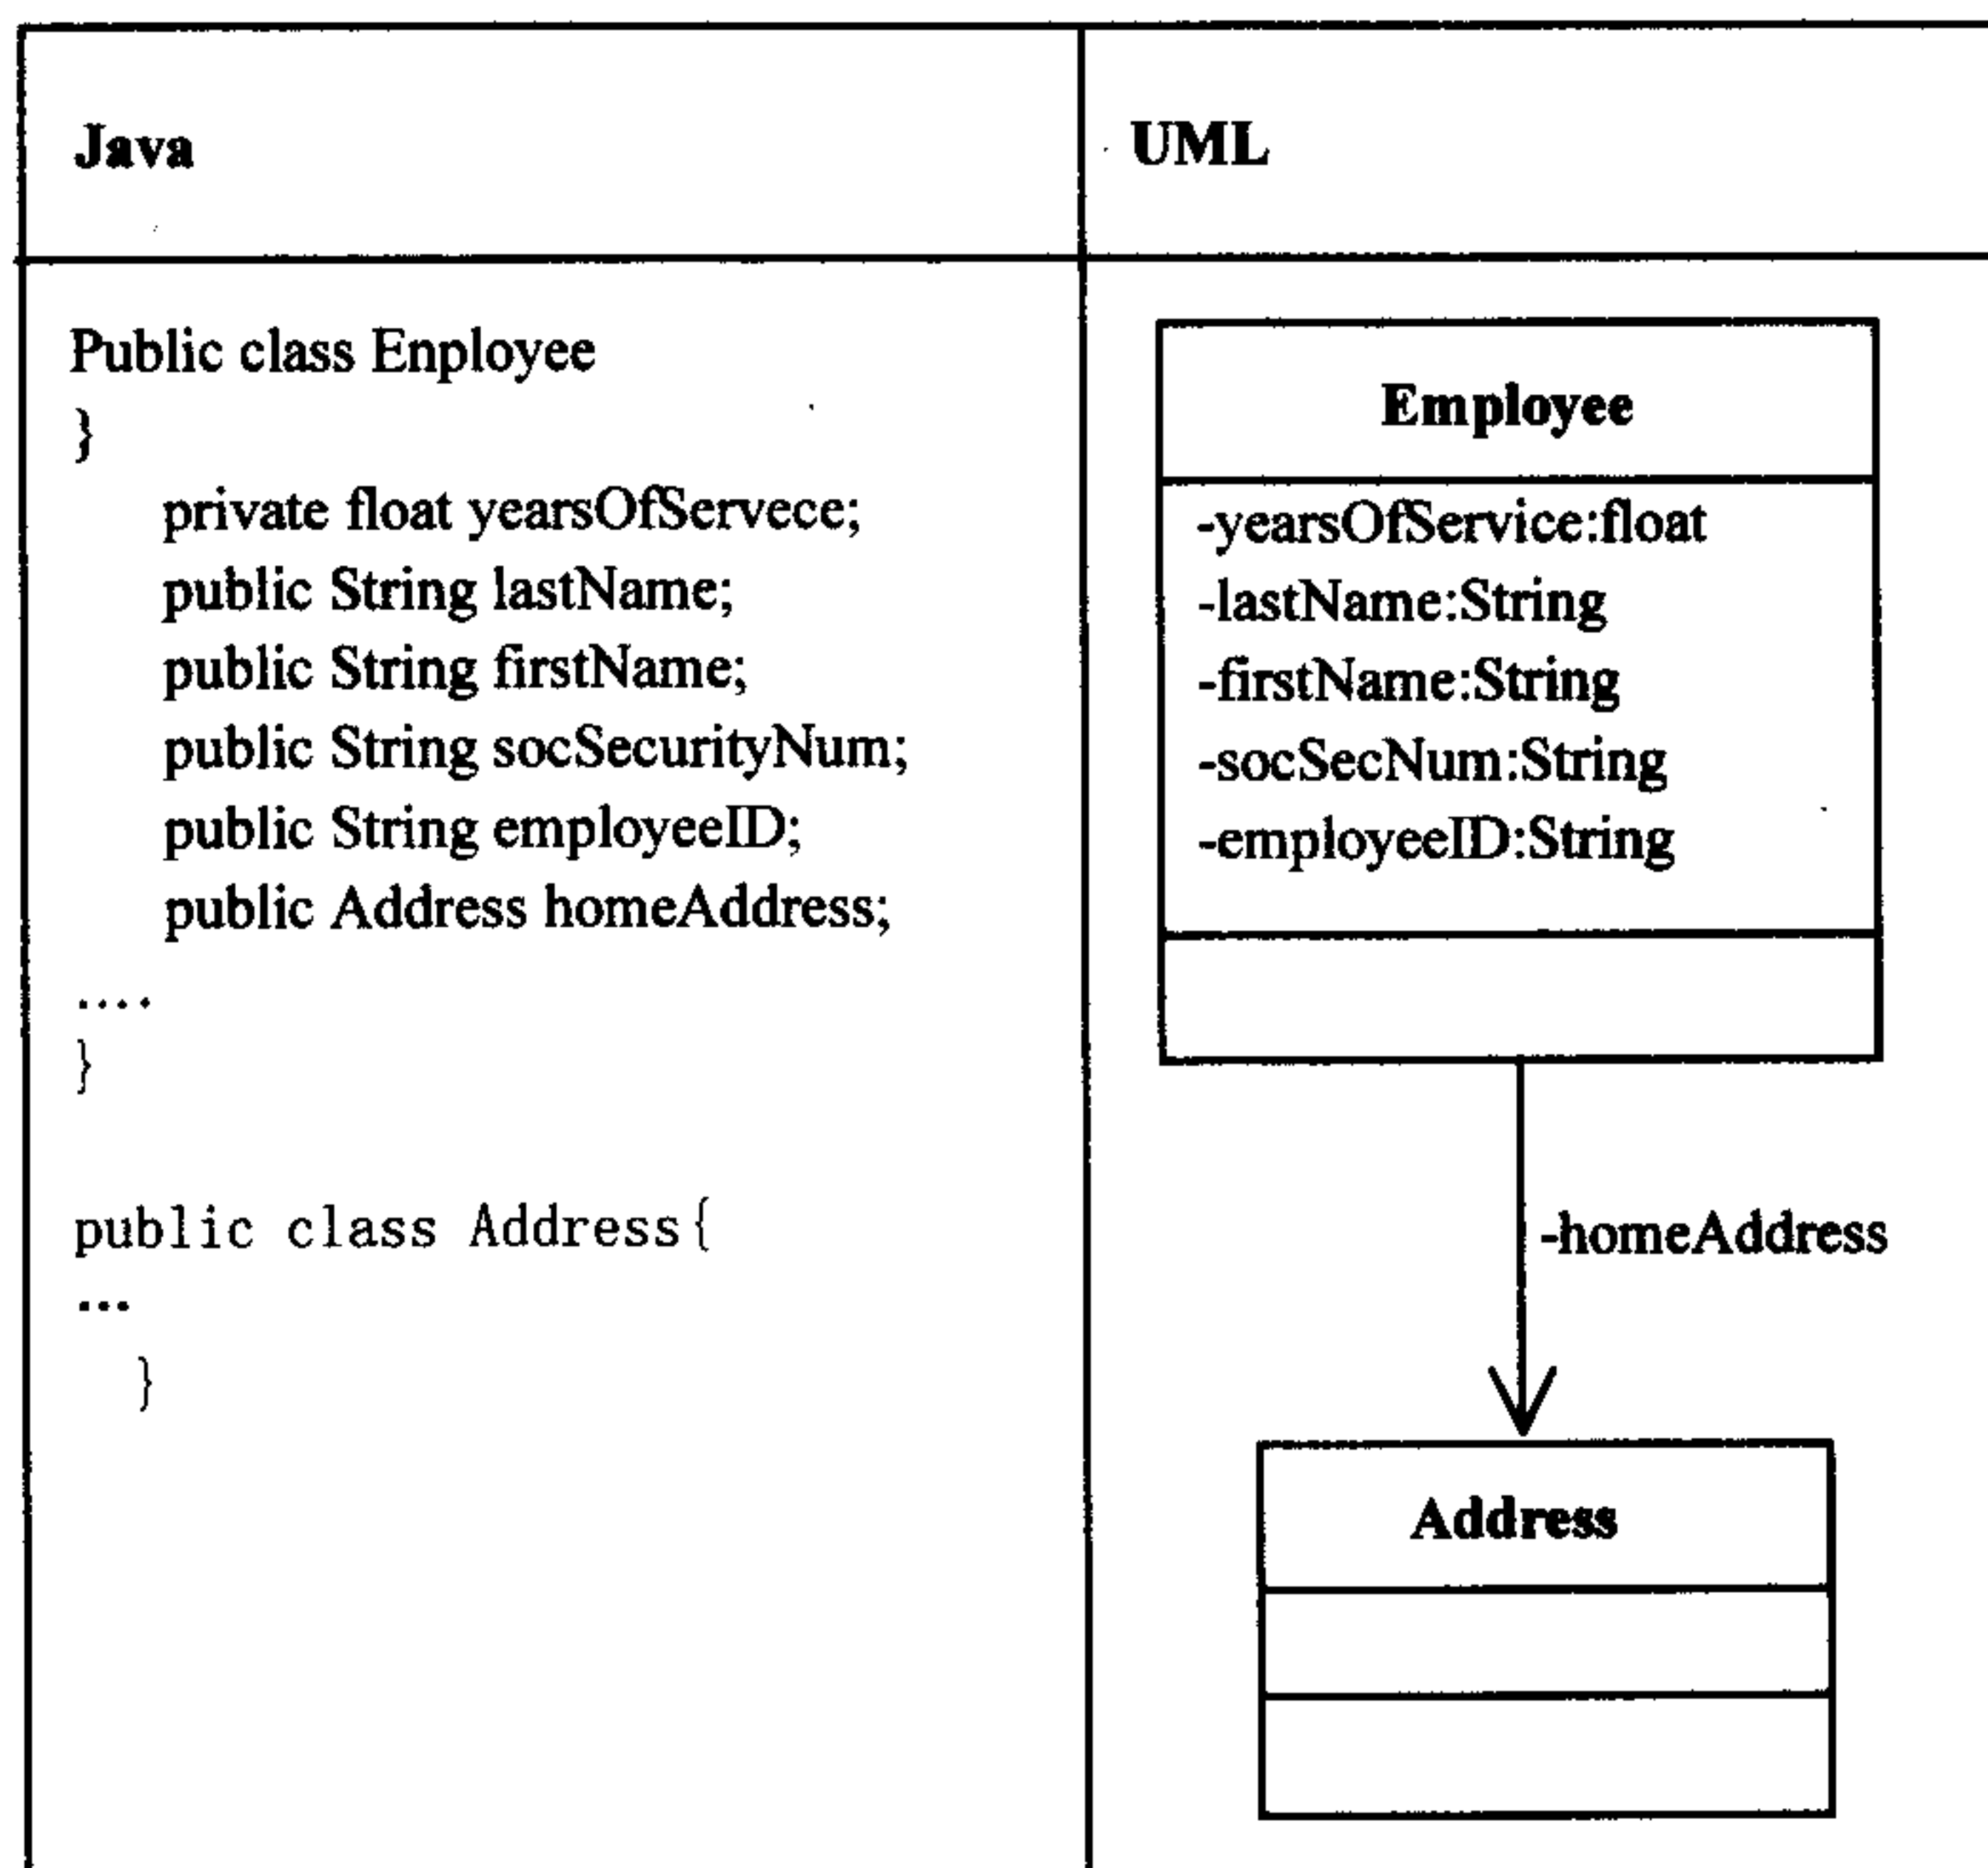 Java
UML
Public class Enployee
}
private float yearsOfServece;
public String lastName;
public String firstName;
public String socSecurityNum;
public String employeeID;
public Address homeAddress;
....
}
public class Address{
...
}
Employee
-yearsOfService:float
-lastName:String
-firstName:String
-socSecNum:String
-employeeID:String
-homeAddress
Address